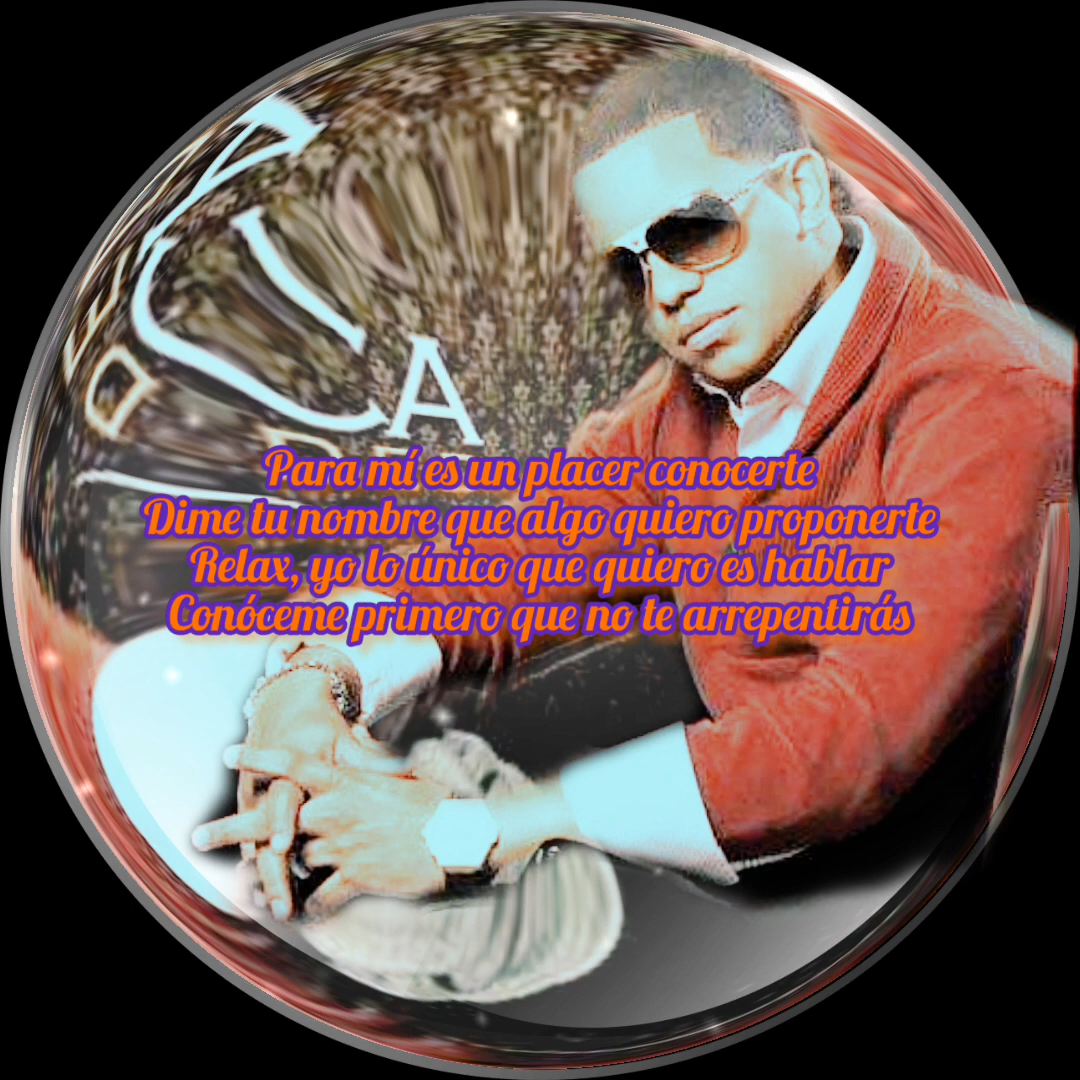 Para mí es un placer conocerte
Dime tu nombre que algo quiero proponerte
Relax, yo lo único que quiero es hablar
Conóceme primero que no te arrepentirás